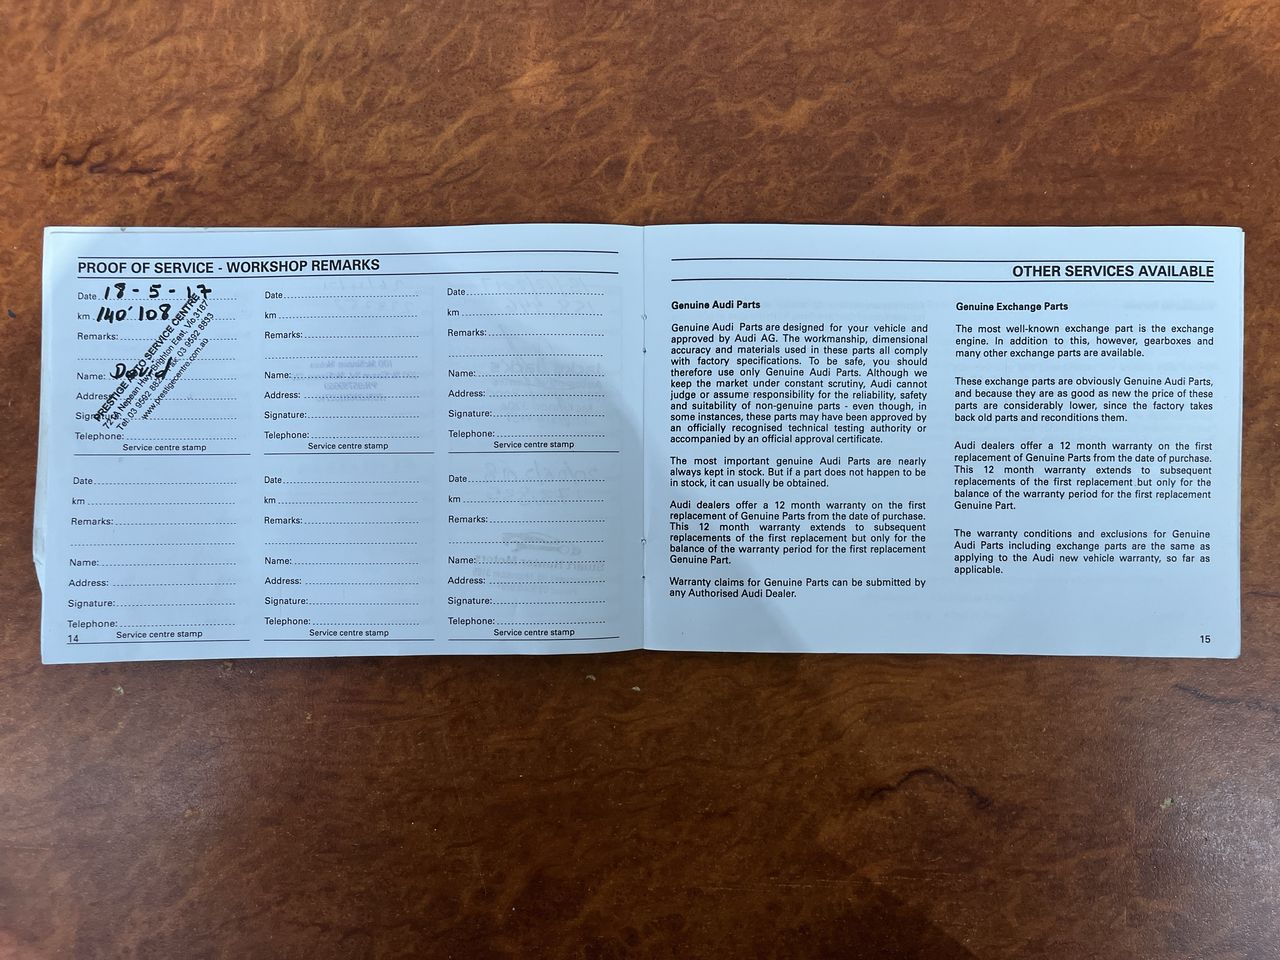 PROOF OF SERVICE - WORKSHOP REMARKS
Date 18-5-17
km 140'108
Remarks:
Name:
Address:
Signature:
Telephone:
Service centre stamp
PRESTIGE AUTO SERVICE CENTRE
Nepean Hwy Brighton East, Vic 3187
Tel: 03 9592 8822 Fax: 03 9592 8833
www.prestigecentre.com.au
Date
km
Remarks:
Name:
Address:
Signature:
Telephone:
Service centre stamp
Date
km
Remarks:
Name:
Address:
Signature:
Telephone:
Service centre stamp
Date
km
Remarks:
Name:
Address:
Signature:
Telephone:
Service centre stamp
Date
km
Remarks:
Name:
Address:
Signature:
Telephone:
Service centre stamp
Date
km
Remarks:
Name:
Address:
Signature:
Telephone:
Service centre stamp
14
OTHER SERVICES AVAILABLE
Genuine Audi Parts
Genuine Audi Parts are designed for your vehicle and
approved by Audi AG. The workmanship, dimensional
accuracy and materials used in these parts all comply
with factory specifications. To be safe, you should
therefore use only Genuine Audi Parts. Although we
keep the market under constant scrutiny, Audi cannot
judge or assume responsibility for the reliability, safety
and suitability of non-genuine parts - even though, in
some instances, these parts may have been approved by
an officially recognised technical testing authority or
accompanied by an official approval certificate.
The most important genuine Audi Parts are nearly
always kept in stock. But if a part does not happen to be
in stock, it can usually be obtained.
Audi dealers offer a 12 month warranty on the first
replacement of Genuine Parts from the date of purchase.
This 12 month warranty extends to subsequent
replacements of the first replacement but only for the
balance of the warranty period for the first replacement
Genuine Part.
Warranty claims for Genuine Parts can be submitted by
any Authorised Audi Dealer.
Genuine Exchange Parts
The most well-known exchange part is the exchange
engine. In addition to this, however, gearboxes and
many other exchange parts are available.
These exchange parts are obviously Genuine Audi Parts,
and because they are as good as new the price of these
parts are considerably lower, since the factory takes
back old parts and reconditions them.
Audi dealers offer a 12 month warranty on the first
replacement of Genuine Parts from the date of purchase.
This 12 month warranty extends to subsequent
replacements of the first replacement but only for the
balance of the warranty period for the first replacement
Genuine Part.
The warranty conditions and exclusions for Genuine
Audi Parts including exchange parts are the same as
applying to the Audi new vehicle warranty, so far as
applicable.
15